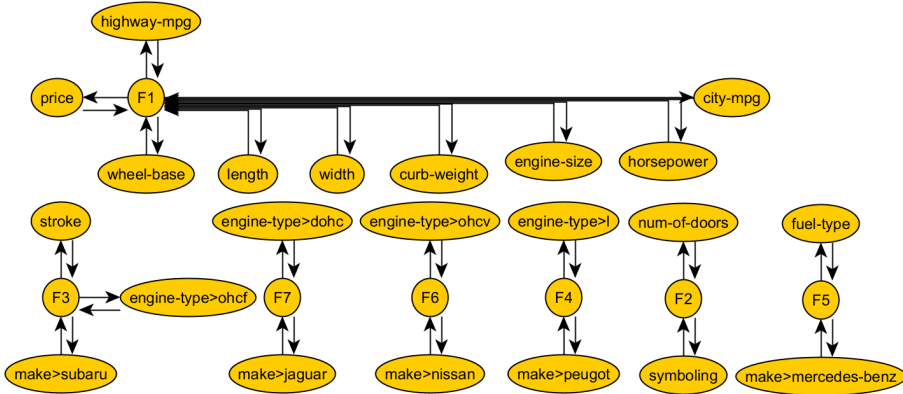 highway-mpg
price
F1
city-mpg
wheel-base
length
width
curb-weight
engine-size
horsepower
stroke
engine-type>dohc
engine-type>ohcv
engine-type>l
num-of-doors
fuel-type
F3
engine-type>ohcf
F7
F6
F4
F2
F5
make>subaru
make>jaguar
make>nissan
make>peugot
symboling
make>mercedes-benz